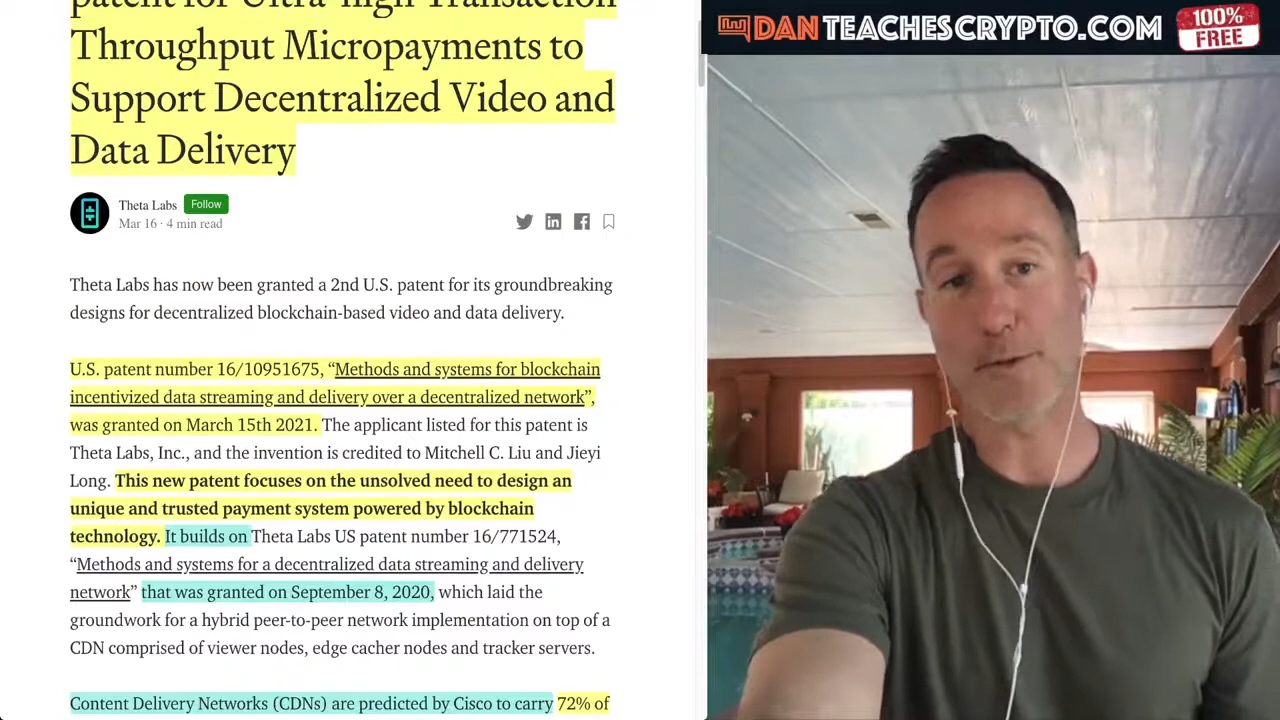 patent for Ultra-high Transaction
Throughput Micropayments to
Support Decentralized Video and
Data Delivery
Theta Labs Follow
Mar 16 · 4 min read
Theta Labs has now been granted a 2nd U.S. patent for its groundbreaking
designs for decentralized blockchain-based video and data delivery.
U.S. patent number 16/10951675, “Methods and systems for blockchain
incentivized data streaming and delivery over a decentralized network”,
was granted on March 15th 2021. The applicant listed for this patent is
Theta Labs, Inc., and the invention is credited to Mitchell C. Liu and Jieyi
Long. This new patent focuses on the unsolved need to design an
unique and trusted payment system powered by blockchain
technology. It builds on Theta Labs US patent number 16/771524,
“Methods and systems for a decentralized data streaming and delivery
network” that was granted on September 8, 2020, which laid the
groundwork for a hybrid peer-to-peer network implementation on top of a
CDN comprised of viewer nodes, edge cacher nodes and tracker servers.
Content Delivery Networks (CDNs) are predicted by Cisco to carry 72% of
DANTEACHESCRYPTO.COM
100%
FREE